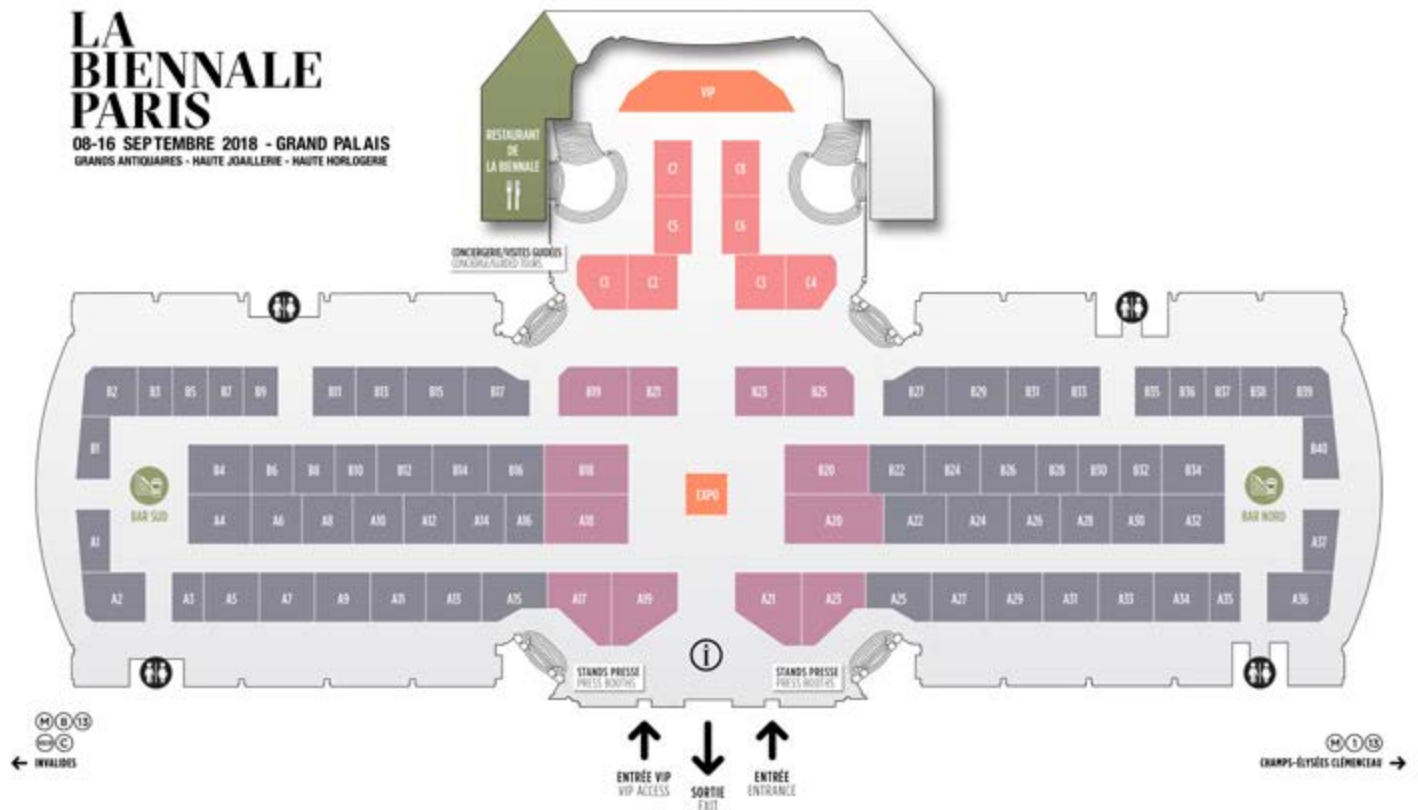 LA
BIENNALE
PARIS
08-16 SEPTEMBRE 2018 - GRAND PALAIS
GRANDS ANTIQUAIRES - HAUTE JOAILLERIE - HAUTE HORLOGERIE
VIP
RESTAURANT
DE
LA BIENNALE
C7 C8
C5 C6
CONCIERGERIE/VISITES GUIDÉES
CONCIERGE/GUIDED TOURS
C1 C2 C3 C4
B2 B3 B5 B7 B9 B11 B13 B15 B17 B19 B21 B23 B25 B27 B29 B31 B33 B35 B36 B37 B38 B39
B1 B40
B4 B6 B8 B10 B12 B14 B16 B18 B20 B22 B24 B26 B28 B30 B32 B34
EXPO
BAR SUD
BAR NORD
A4 A6 A8 A10 A12 A14 A16 A18 A20 A22 A24 A26 A28 A30 A32
A1 A37
A2 A3 A5 A7 A9 A11 A13 A15 A17 A19 A21 A23 A25 A27 A29 A31 A33 A34 A35 A36
i
STANDS PRESSE
PRESS BOOTHS
STANDS PRESSE
PRESS BOOTHS
M 8 13
C
INVALIDES
ENTRÉE VIP
VIP ACCESS
SORTIE
EXIT
ENTRÉE
ENTRANCE
M 1 13
CHAMPS-ÉLYSÉES CLÉMENCEAU